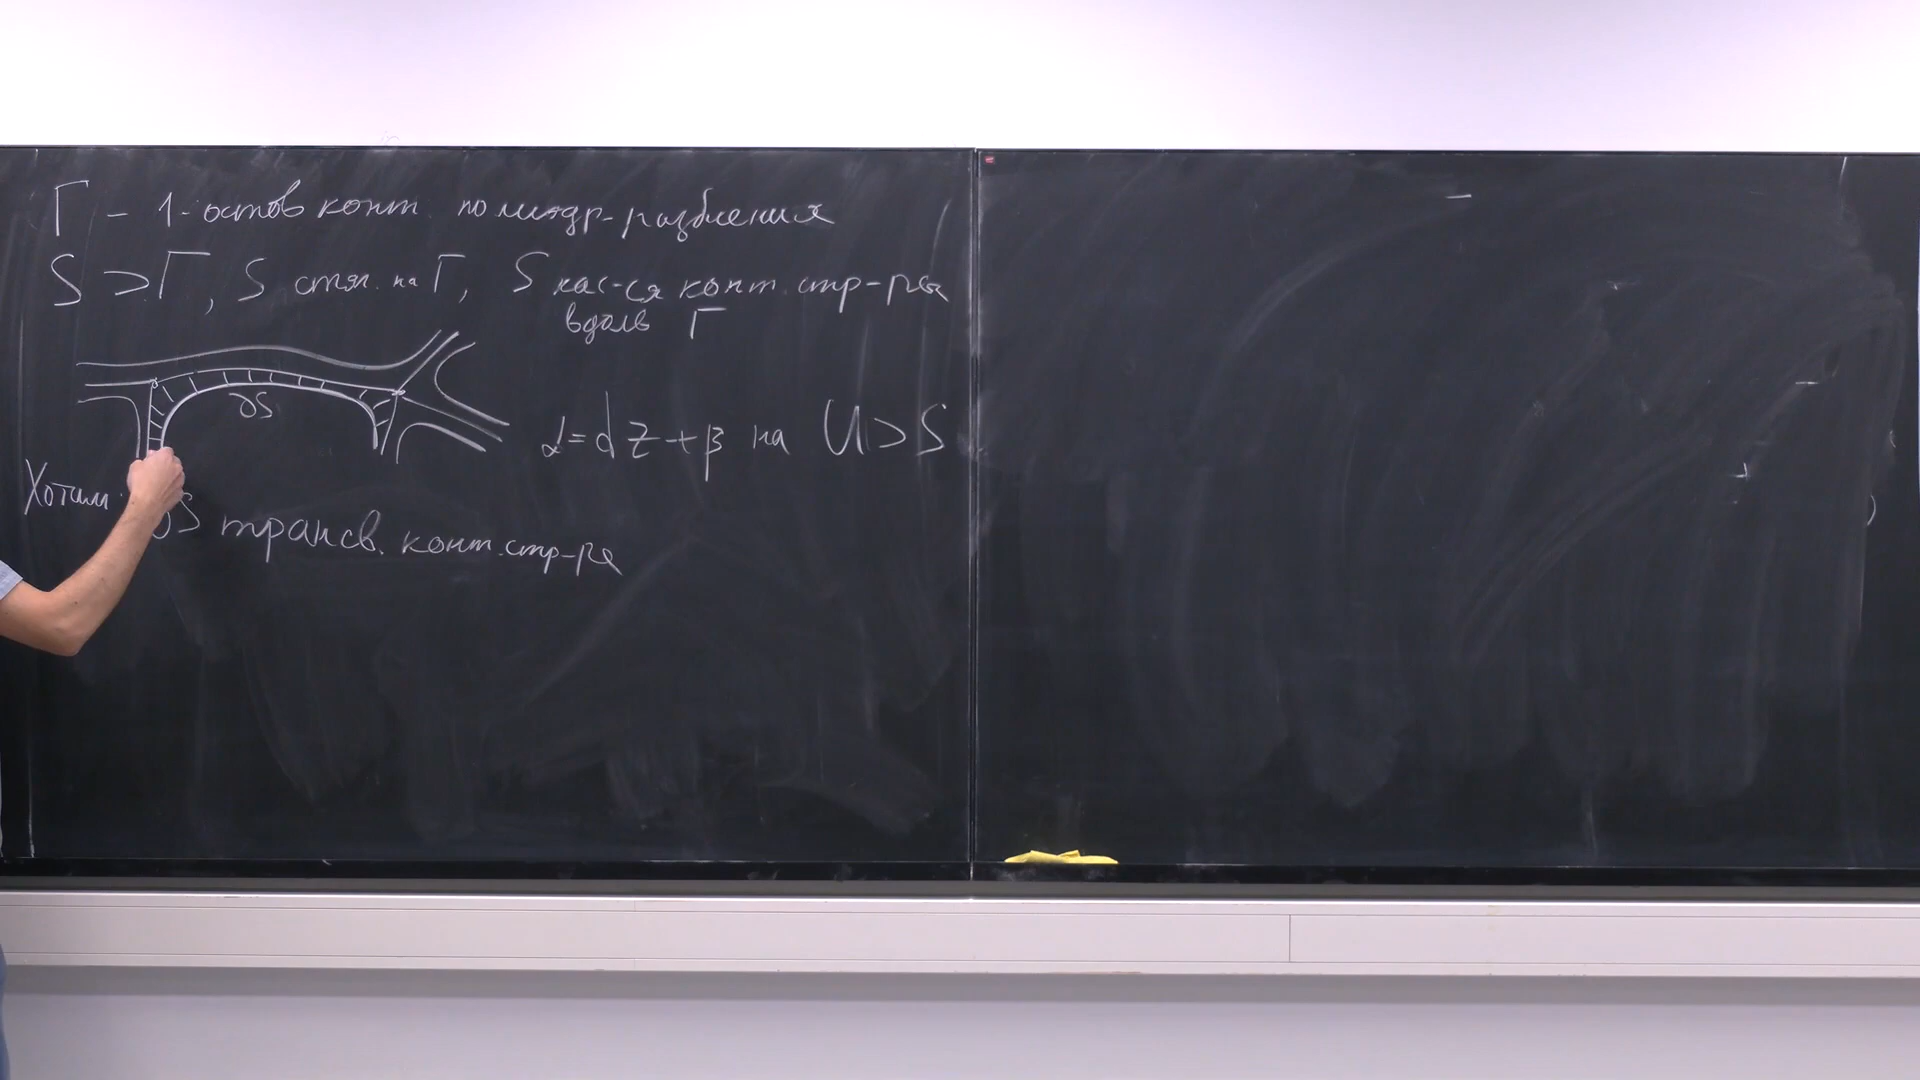 Γ – 1-остов конт. полиэдр-разбиения
S ⊃ Γ, S стяг. на Γ, S кас-ся конт. стр-ры
вдоль Γ
∂S
α = dz + β на U ⊃ S
Хотим
∂S трансв. конт. стр-ре